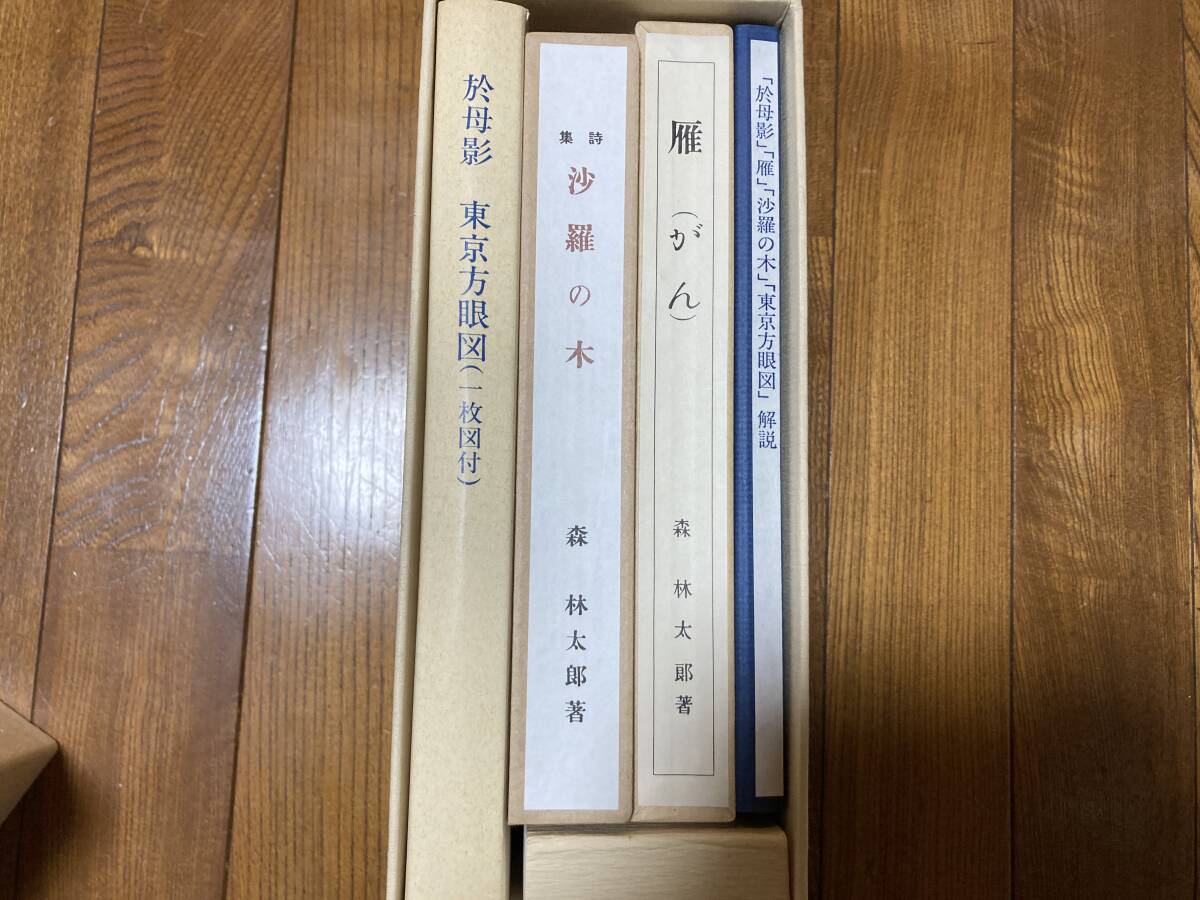 於母影 東京方眼図(一枚図付)
詩集
沙羅の木
森 林太郎著
雁(がん)
森 林太郎著
「於母影」「雁」「沙羅の木」「東京方眼図」 解説